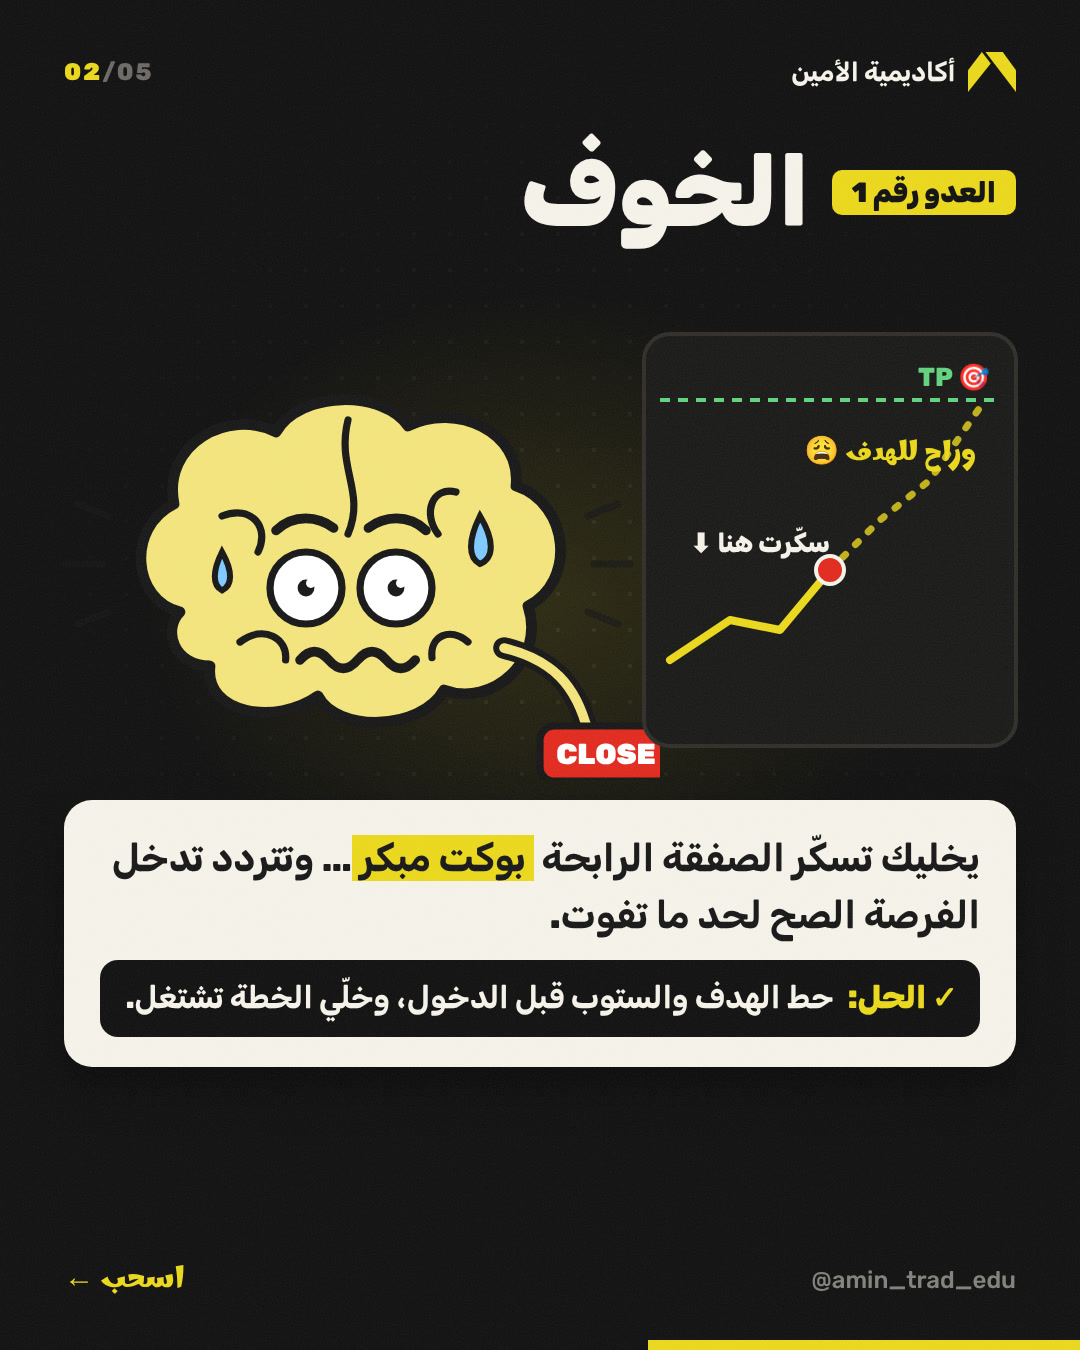 أكاديمية الأمين
02/05
العدو رقم 1
الخوف
TP 🎯
وراح للهدف 😩
سكّرت هنا ⬇
CLOSE
يخليك تسكّر الصفقة الرابحة بوكت مبكر... وتتردد تدخل
الفرصة الصح لحد ما تفوت.
✓ الحل: حط الهدف والستوب قبل الدخول، وخلّي الخطة تشتغل.
اسحب ←
@amin_trad_edu